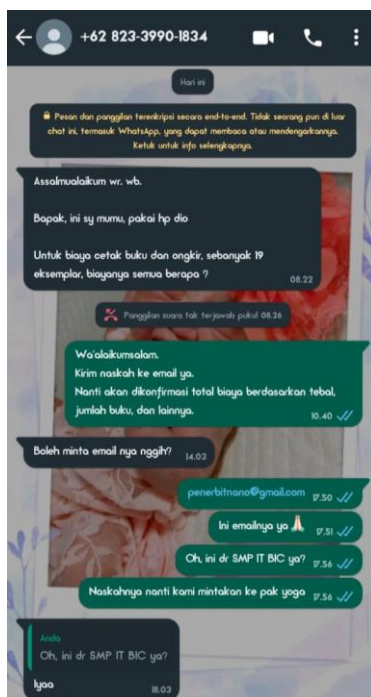 +62 823-3990-1834
Hari ini
Pesan dan panggilan terenkripsi secara end-to-end. Tidak seorang pun di luar
chat ini, termasuk WhatsApp, yang dapat membaca atau mendengarkannya.
Ketuk untuk info selengkapnya.
Assalmualaikum wr. wb.
Bapak, ini sy mumu, pakai hp dio
Untuk biaya cetak buku dan ongkir, sebanyak 19
eksemplar, biayanya semua berapa ?
08.22
Panggilan suara tak terjawab pukul 08.26
Wa'alaikumsalam.
Kirim naskah ke email ya.
Nanti akan dikonfirmasi total biaya berdasarkan tebal,
jumlah buku, dan lainnya.
10.40
Boleh minta email nya nggih?
14.03
penerbitnano@gmail.com 17.50
Ini emailnya ya 🙏🏻 17.51
Oh, ini dr SMP IT BIC ya? 17.56
Naskahnya nanti kami mintakan ke pak yoga 17.56
Anda
Oh, ini dr SMP IT BIC ya?
Iyaa
18.03